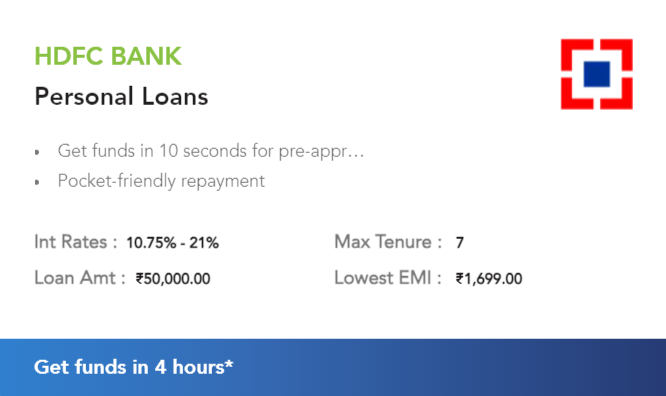 HDFC BANK
Personal Loans
• Get funds in 10 seconds for pre-appr…
• Pocket-friendly repayment
Int Rates : 10.75% - 21% Max Tenure : 7
Loan Amt : ₹50,000.00 Lowest EMI : ₹1,699.00
Get funds in 4 hours*